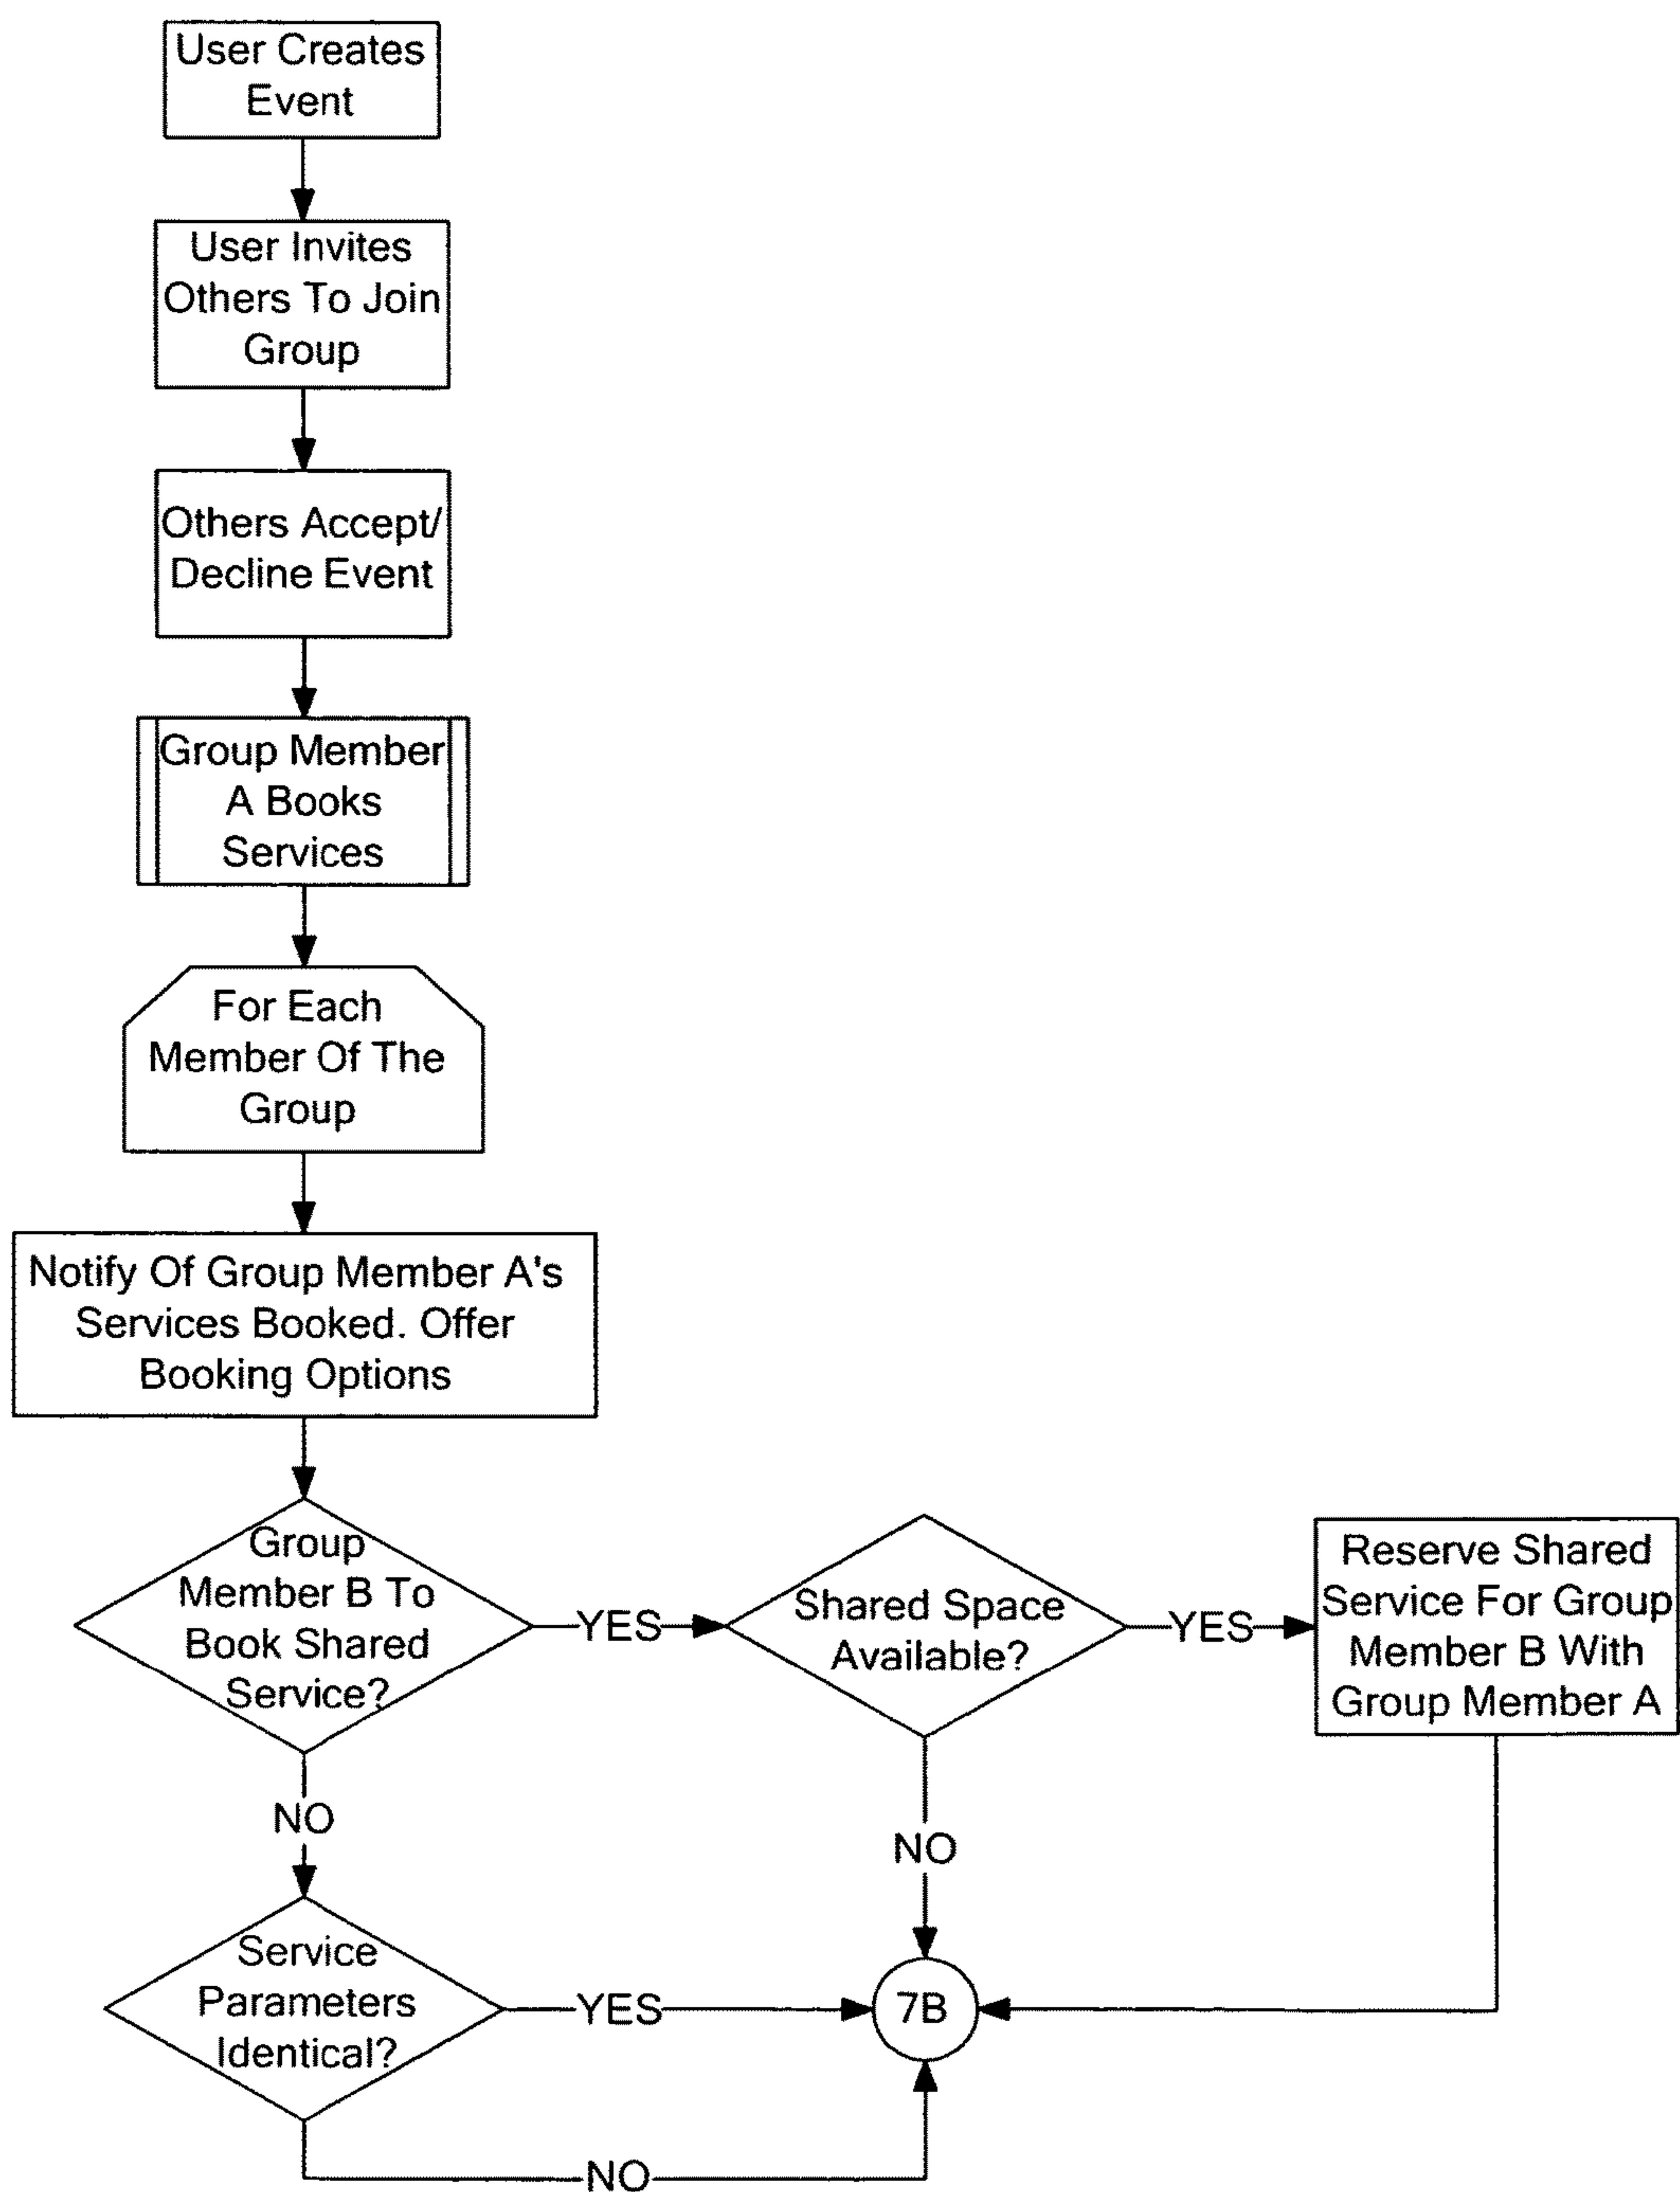 User Creates
Event
User Invites
Others To Join
Group
Others Accept/
Decline Event
Group Member
A Books
Services
For Each
Member Of The
Group
Notify Of Group Member A's
Services Booked. Offer
Booking Options
Group
Member B To
Book Shared
Service?
YES
Shared Space
Available?
YES
Reserve Shared
Service For Group
Member B With
Group Member A
NO
NO
Service
Parameters
Identical?
YES
7B
NO